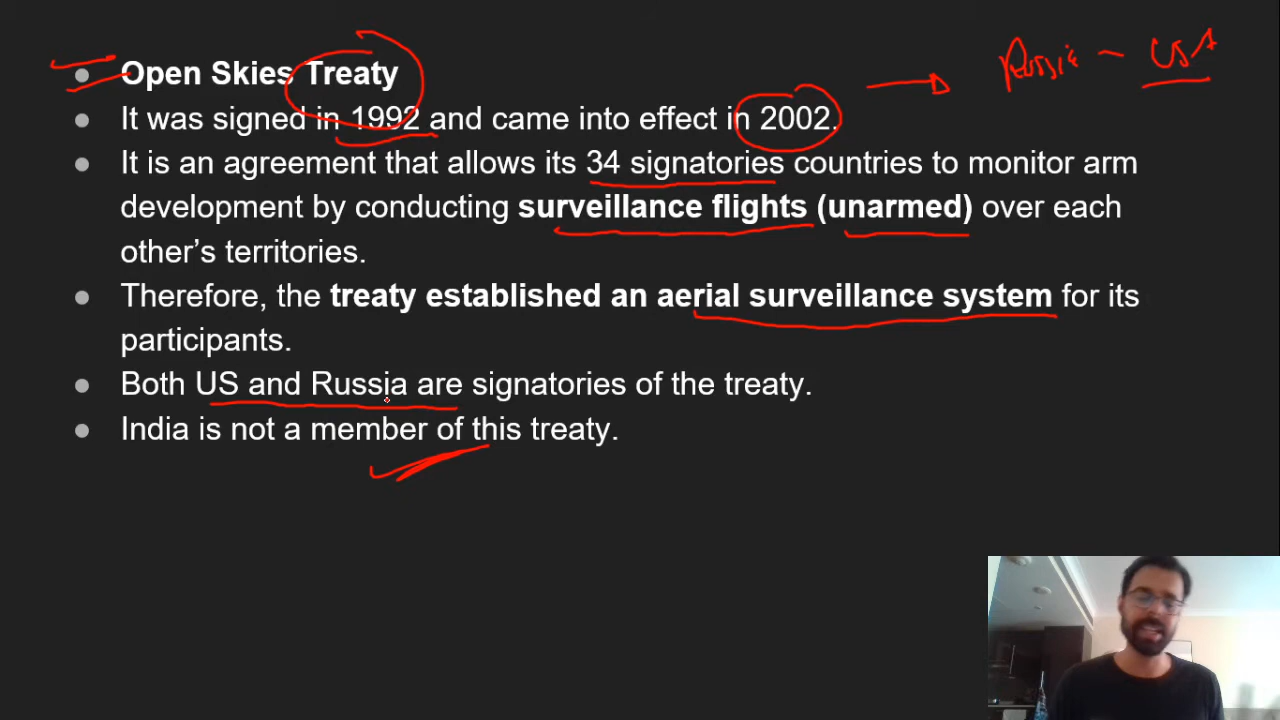 Open Skies Treaty
Russia - USA
It was signed in 1992 and came into effect in 2002.
It is an agreement that allows its 34 signatories countries to monitor arm
development by conducting surveillance flights (unarmed) over each
other's territories.
Therefore, the treaty established an aerial surveillance system for its
participants.
Both US and Russia are signatories of the treaty.
India is not a member of this treaty.